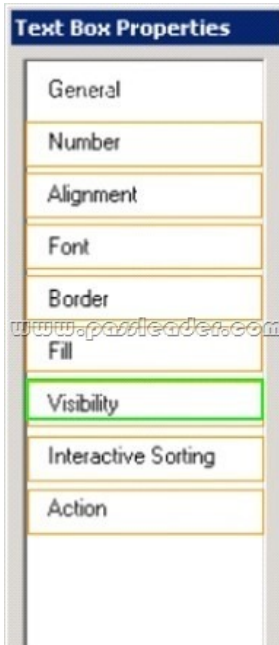 Text Box Properties
General
Number
Alignment
Font
Border
www.passleader.com
Fill
Visibility
Interactive Sorting
Action